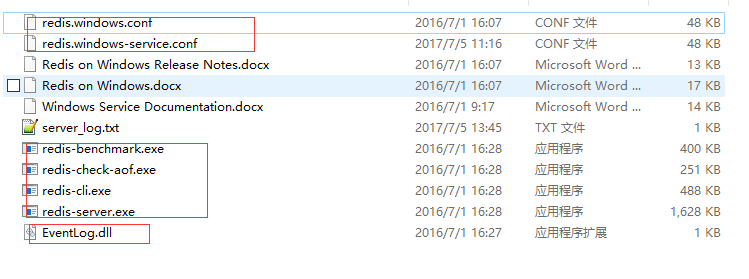 redis.windows.conf 2016/7/1 16:07 CONF 文件 48 KB
redis.windows-service.conf 2017/7/5 11:16 CONF 文件 48 KB
Redis on Windows Release Notes.docx 2016/7/1 16:07 Microsoft Word ... 13 KB
Redis on Windows.docx 2016/7/1 16:07 Microsoft Word ... 17 KB
Windows Service Documentation.docx 2016/7/1 9:17 Microsoft Word ... 14 KB
server_log.txt 2017/7/5 13:45 TXT 文件 1 KB
redis-benchmark.exe 2016/7/1 16:28 应用程序 400 KB
redis-check-aof.exe 2016/7/1 16:28 应用程序 251 KB
redis-cli.exe 2016/7/1 16:28 应用程序 488 KB
redis-server.exe 2016/7/1 16:28 应用程序 1,628 KB
EventLog.dll 2016/7/1 16:27 应用程序扩展 1 KB